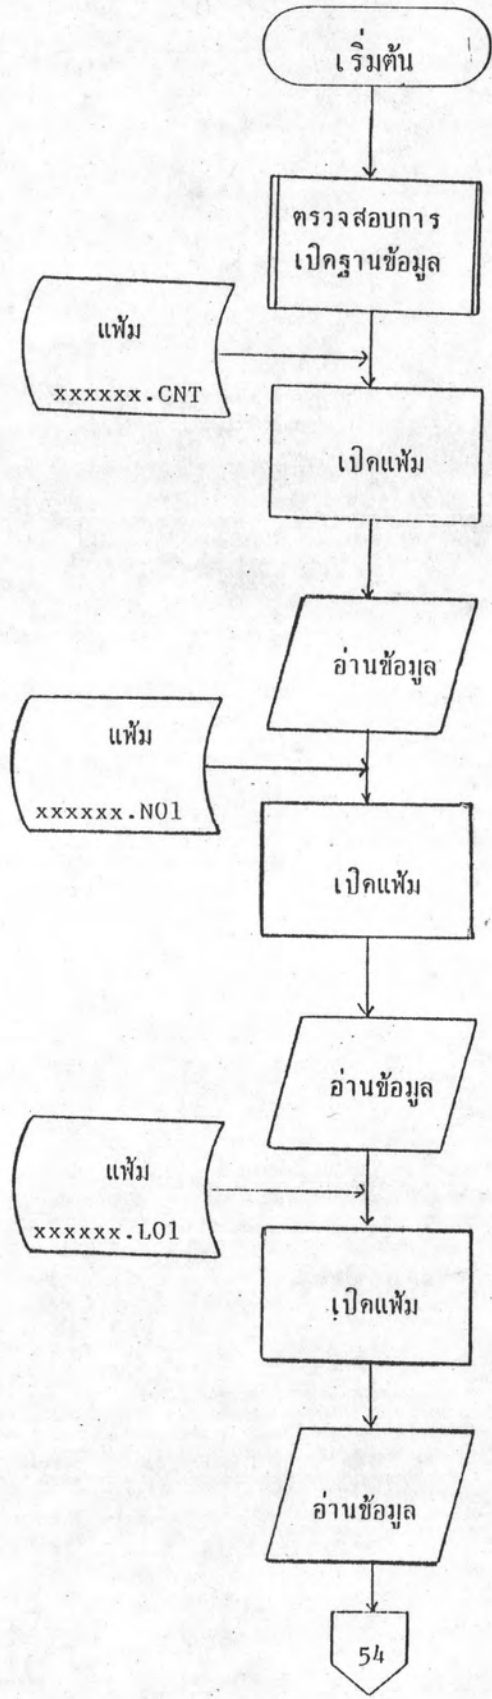 เริ่มต้น
ตรวจสอบการ
เปิดฐานข้อมูล
แฟ้ม
xxxxxx.CNT
เปิดแฟ้ม
อ่านข้อมูล
แฟ้ม
xxxxxx.N01
เปิดแฟ้ม
อ่านข้อมูล
แฟ้ม
xxxxxx.L01
เปิดแฟ้ม
อ่านข้อมูล
54